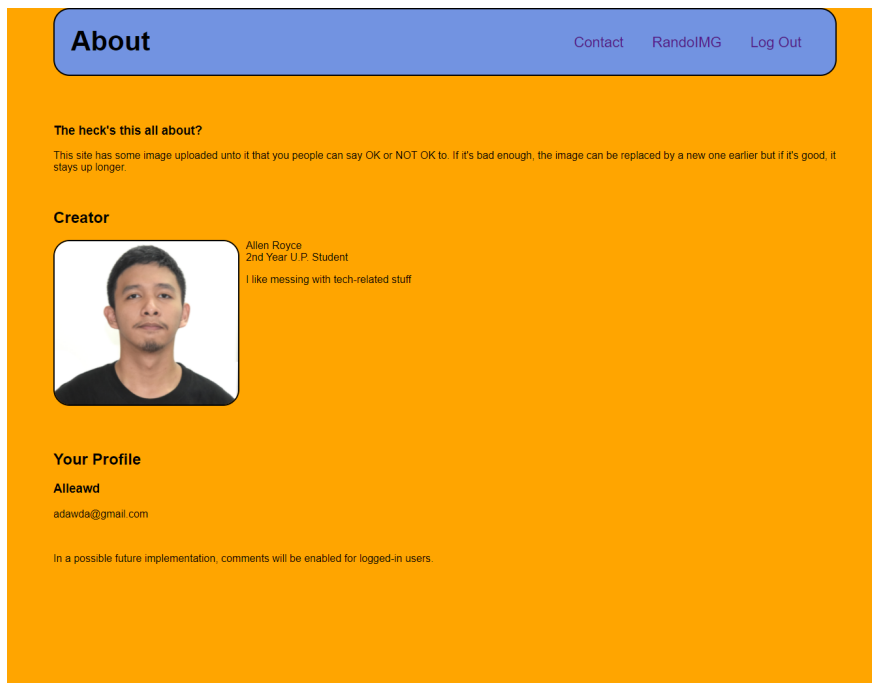 About
Contact RandoIMG Log Out
The heck's this all about?
This site has some image uploaded unto it that you people can say OK or NOT OK to. If it's bad enough, the image can be replaced by a new one earlier but if it's good, it
stays up longer.
Creator
Allen Royce
2nd Year U.P. Student
I like messing with tech-related stuff
Your Profile
Alleawd
adawda@gmail.com
In a possible future implementation, comments will be enabled for logged-in users.